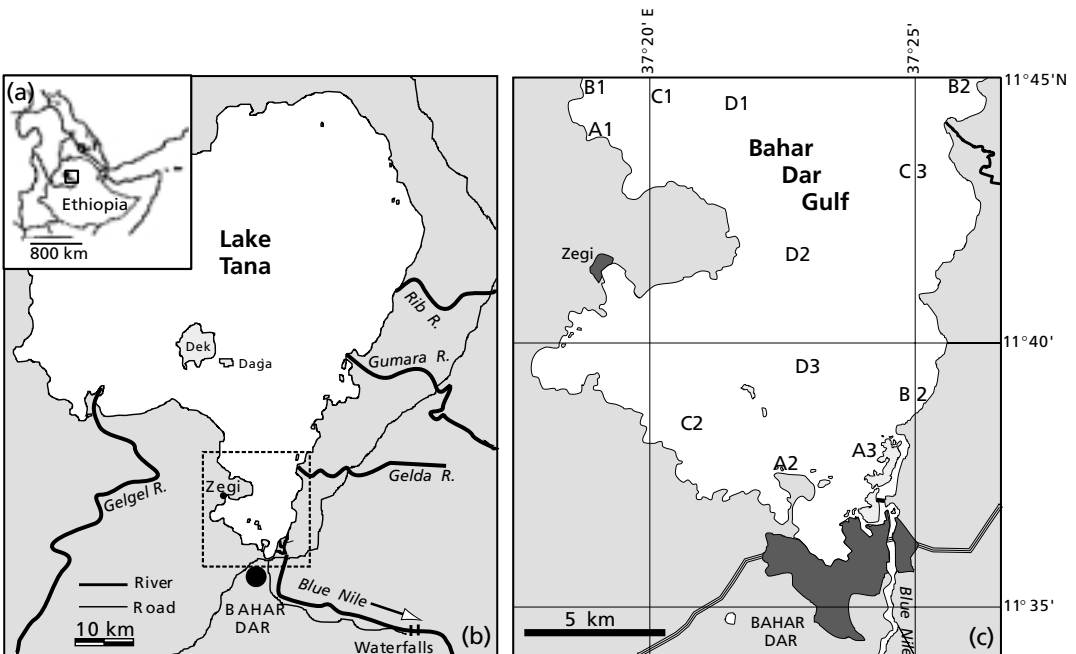 (a)
Ethiopia
800 km
Lake
Tana
Dek
Daga
Rib R.
Gumara R.
Gelda R.
Zegi
Gelgel R.
River
Road
10 km
BAHAR
DAR
Blue Nile
Waterfalls
(b)
37°20' E
37°25'
11°45'N
B1
C1
D1
B2
A1
Bahar
Dar
Gulf
C 3
Zegi
D2
11°40'
D3
B 2
C2
A3
A2
11°35'
5 km
BAHAR
DAR
Blue Nile
(c)